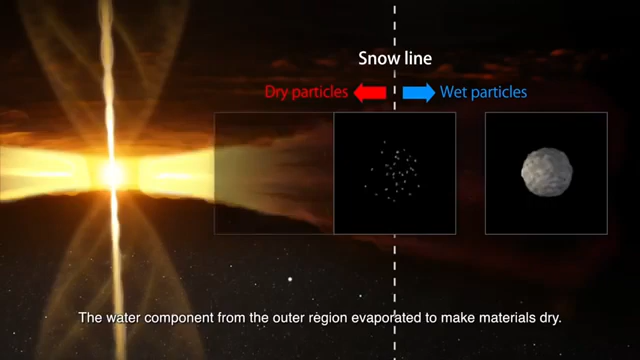 Snow line
Dry particles
Wet particles
The water component from the outer region evaporated to make materials dry.